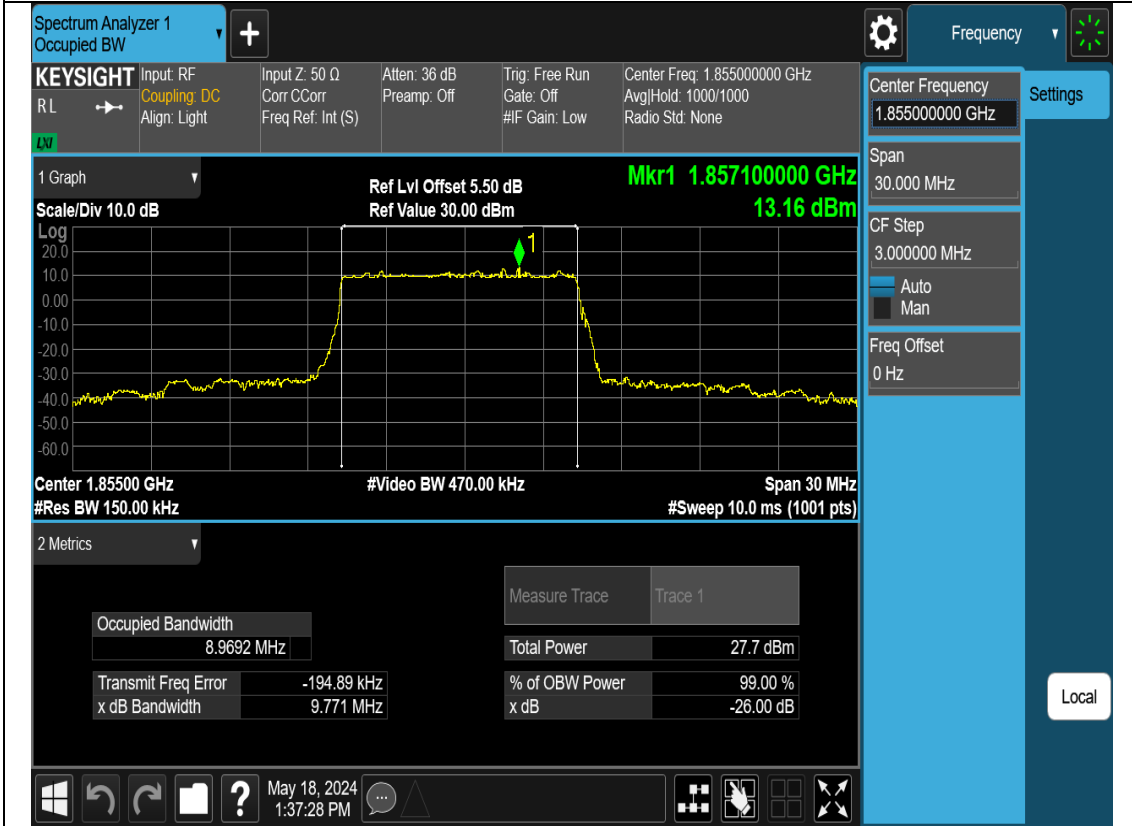 Spectrum Analyzer 1
Occupied BW
+
Frequency
KEYSIGHT
R L
LXI
Input: RF
Coupling: DC
Align: Light
Input Z: 50 Ω
Corr CCorr
Freq Ref: Int (S)
Atten: 36 dB
Preamp: Off
Trig: Free Run
Gate: Off
#IF Gain: Low
Center Freq: 1.855000000 GHz
Avg|Hold: 1000/1000
Radio Std: None
Center Frequency
1.855000000 GHz
Settings
Span
30.000 MHz
CF Step
3.000000 MHz
Auto
Man
Freq Offset
0 Hz
Local
1 Graph
Scale/Div 10.0 dB
Ref Lvl Offset 5.50 dB
Ref Value 30.00 dBm
Mkr1 1.857100000 GHz
13.16 dBm
Log
20.0
10.0
0.00
-10.0
-20.0
-30.0
-40.0
-50.0
-60.0
1
Center 1.85500 GHz
#Video BW 470.00 kHz
Span 30 MHz
#Res BW 150.00 kHz
#Sweep 10.0 ms (1001 pts)
2 Metrics
Measure Trace Trace 1
Occupied Bandwidth
8.9692 MHz
Total Power 27.7 dBm
Transmit Freq Error -194.89 kHz
% of OBW Power 99.00 %
x dB Bandwidth 9.771 MHz
x dB -26.00 dB
?
May 18, 2024
1:37:28 PM